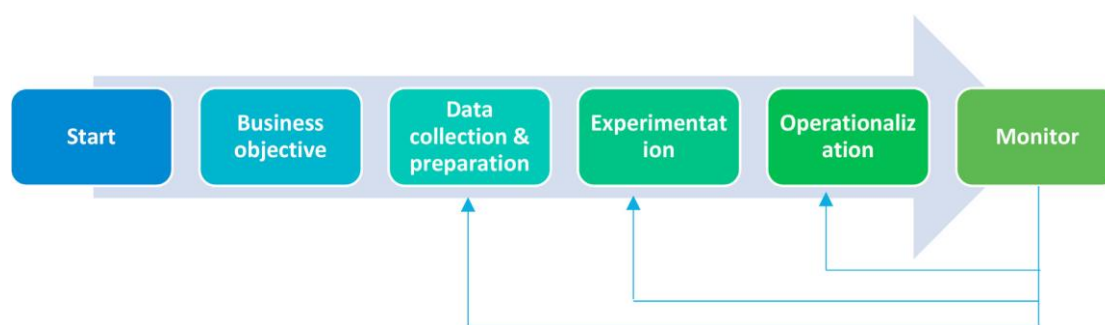 Start
Business
objective
Data
collection &
preparation
Experimentat
ion
Operationaliz
ation
Monitor